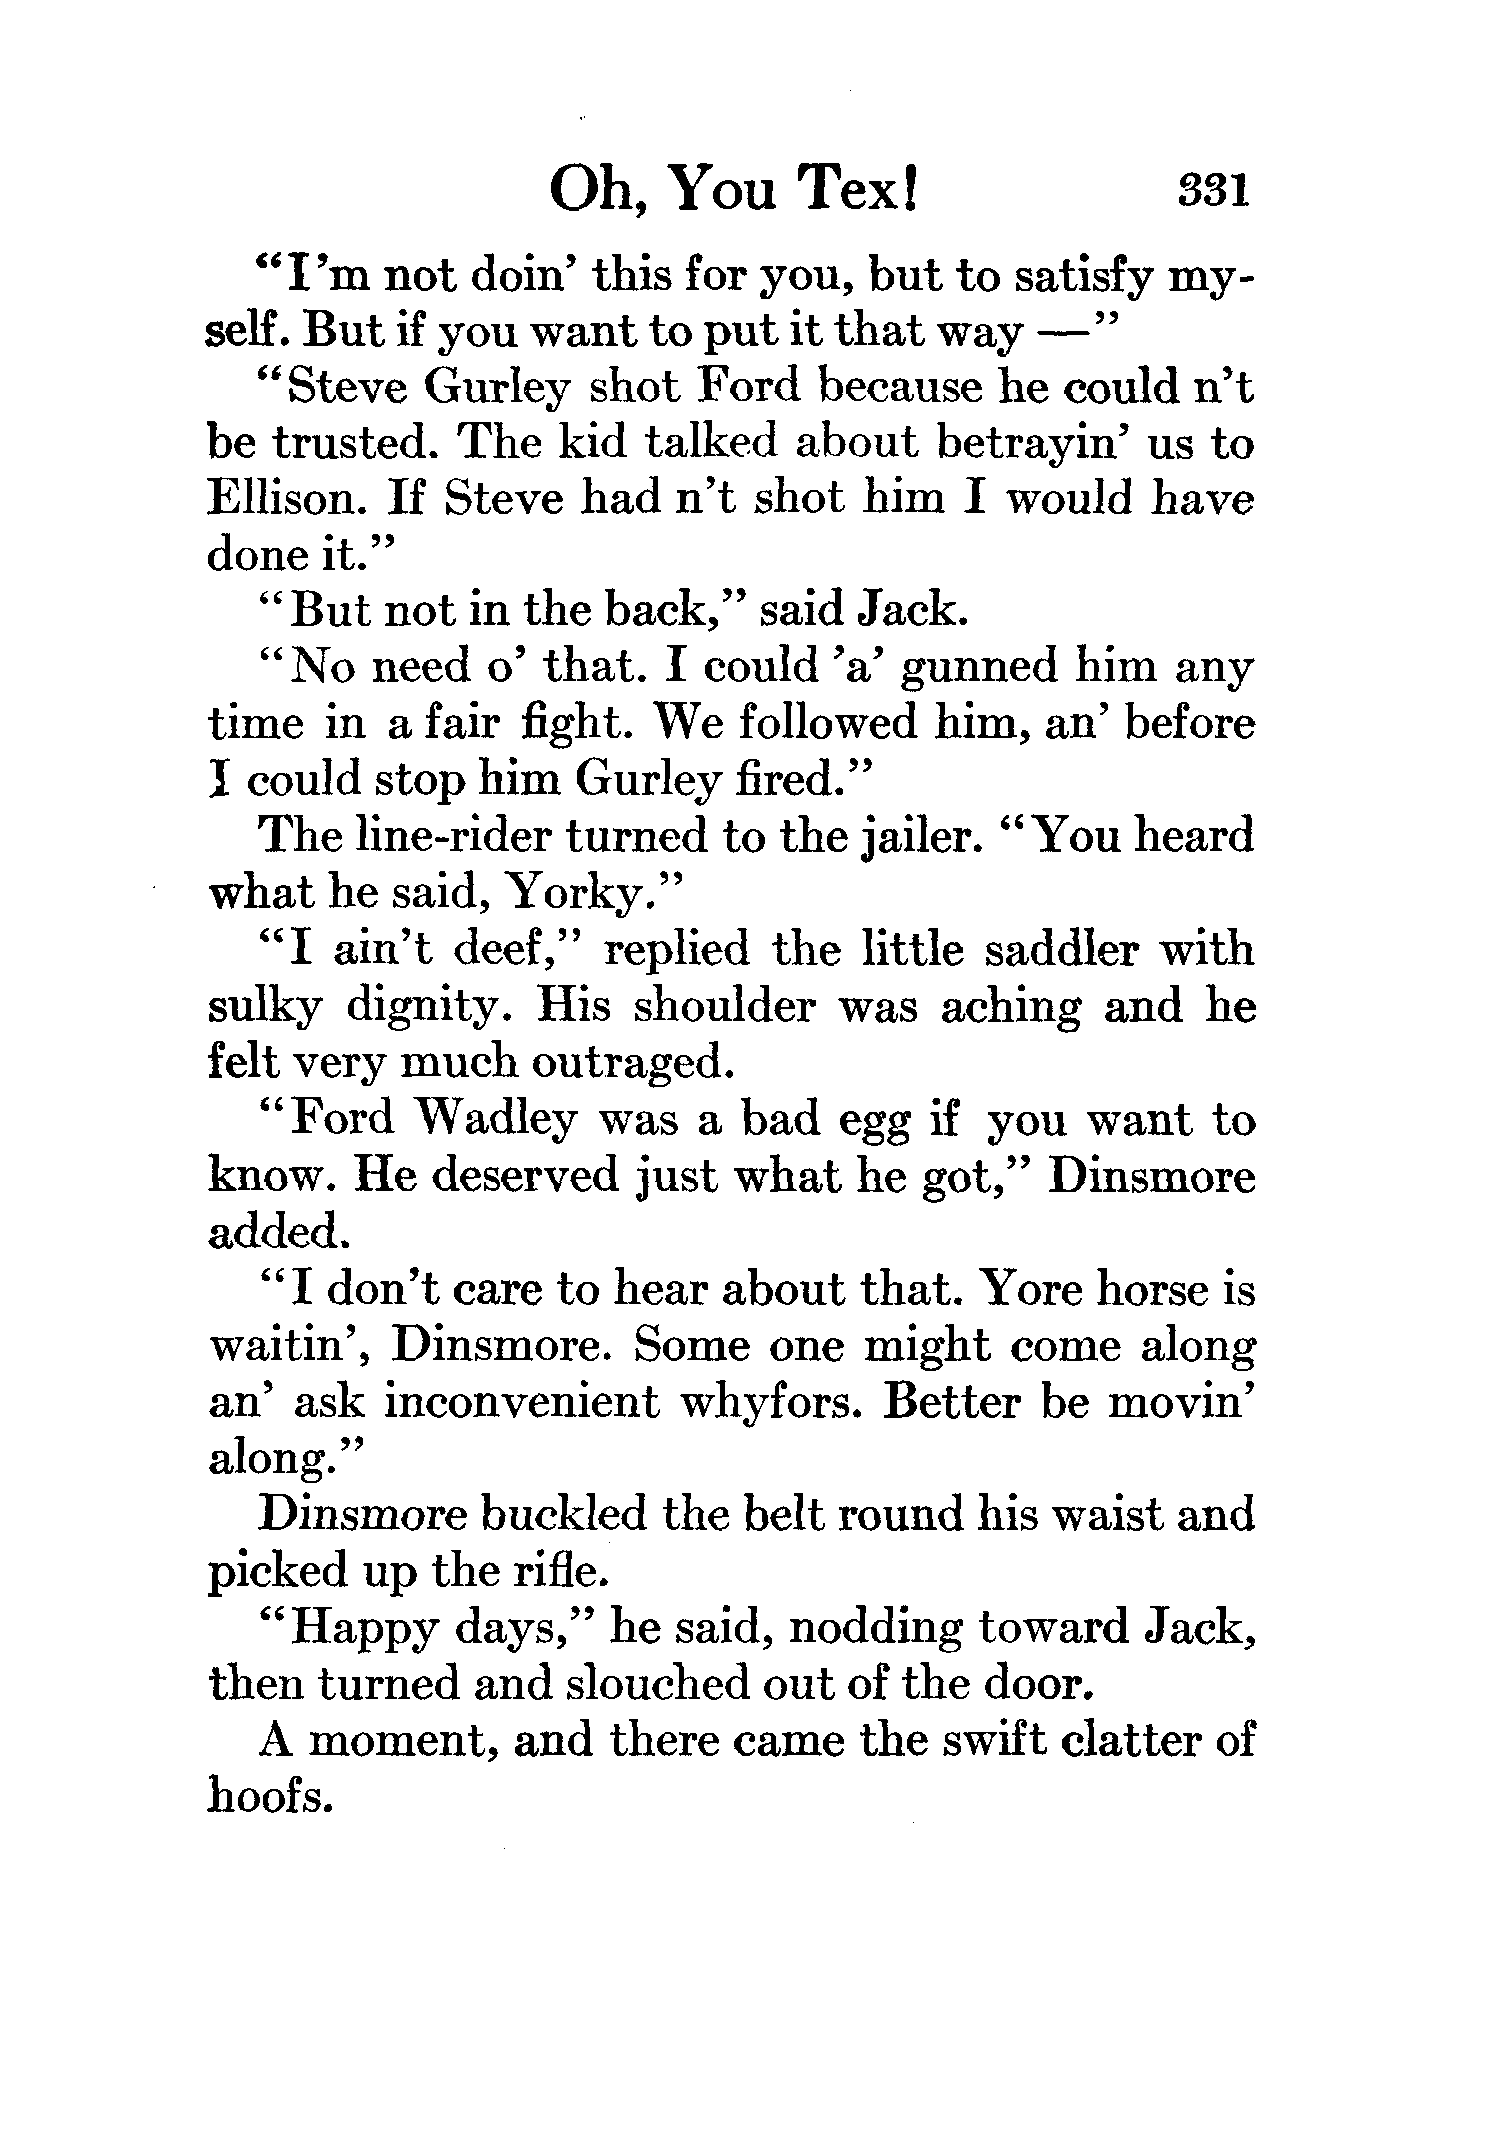 Oh, You Tex! 331
“I’m not doin’ this for you, but to satisfy my-
self. But if you want to put it that way —”
“Steve Gurley shot Ford because he could n’t
be trusted. The kid talked about betrayin’ us to
Ellison. If Steve had n’t shot him I would have
done it.”
“But not in the back,” said Jack.
“No need o’ that. I could ’a’ gunned him any
time in a fair fight. We followed him, an’ before
I could stop him Gurley fired.”
The line-rider turned to the jailer. “You heard
what he said, Yorky.”
“I ain’t deef,” replied the little saddler with
sulky dignity. His shoulder was aching and he
felt very much outraged.
“Ford Wadley was a bad egg if you want to
know. He deserved just what he got,” Dinsmore
added.
“I don’t care to hear about that. Yore horse is
waitin’, Dinsmore. Some one might come along
an’ ask inconvenient whyfors. Better be movin’
along.”
Dinsmore buckled the belt round his waist and
picked up the rifle.
“Happy days,” he said, nodding toward Jack,
then turned and slouched out of the door.
A moment, and there came the swift clatter of
hoofs.